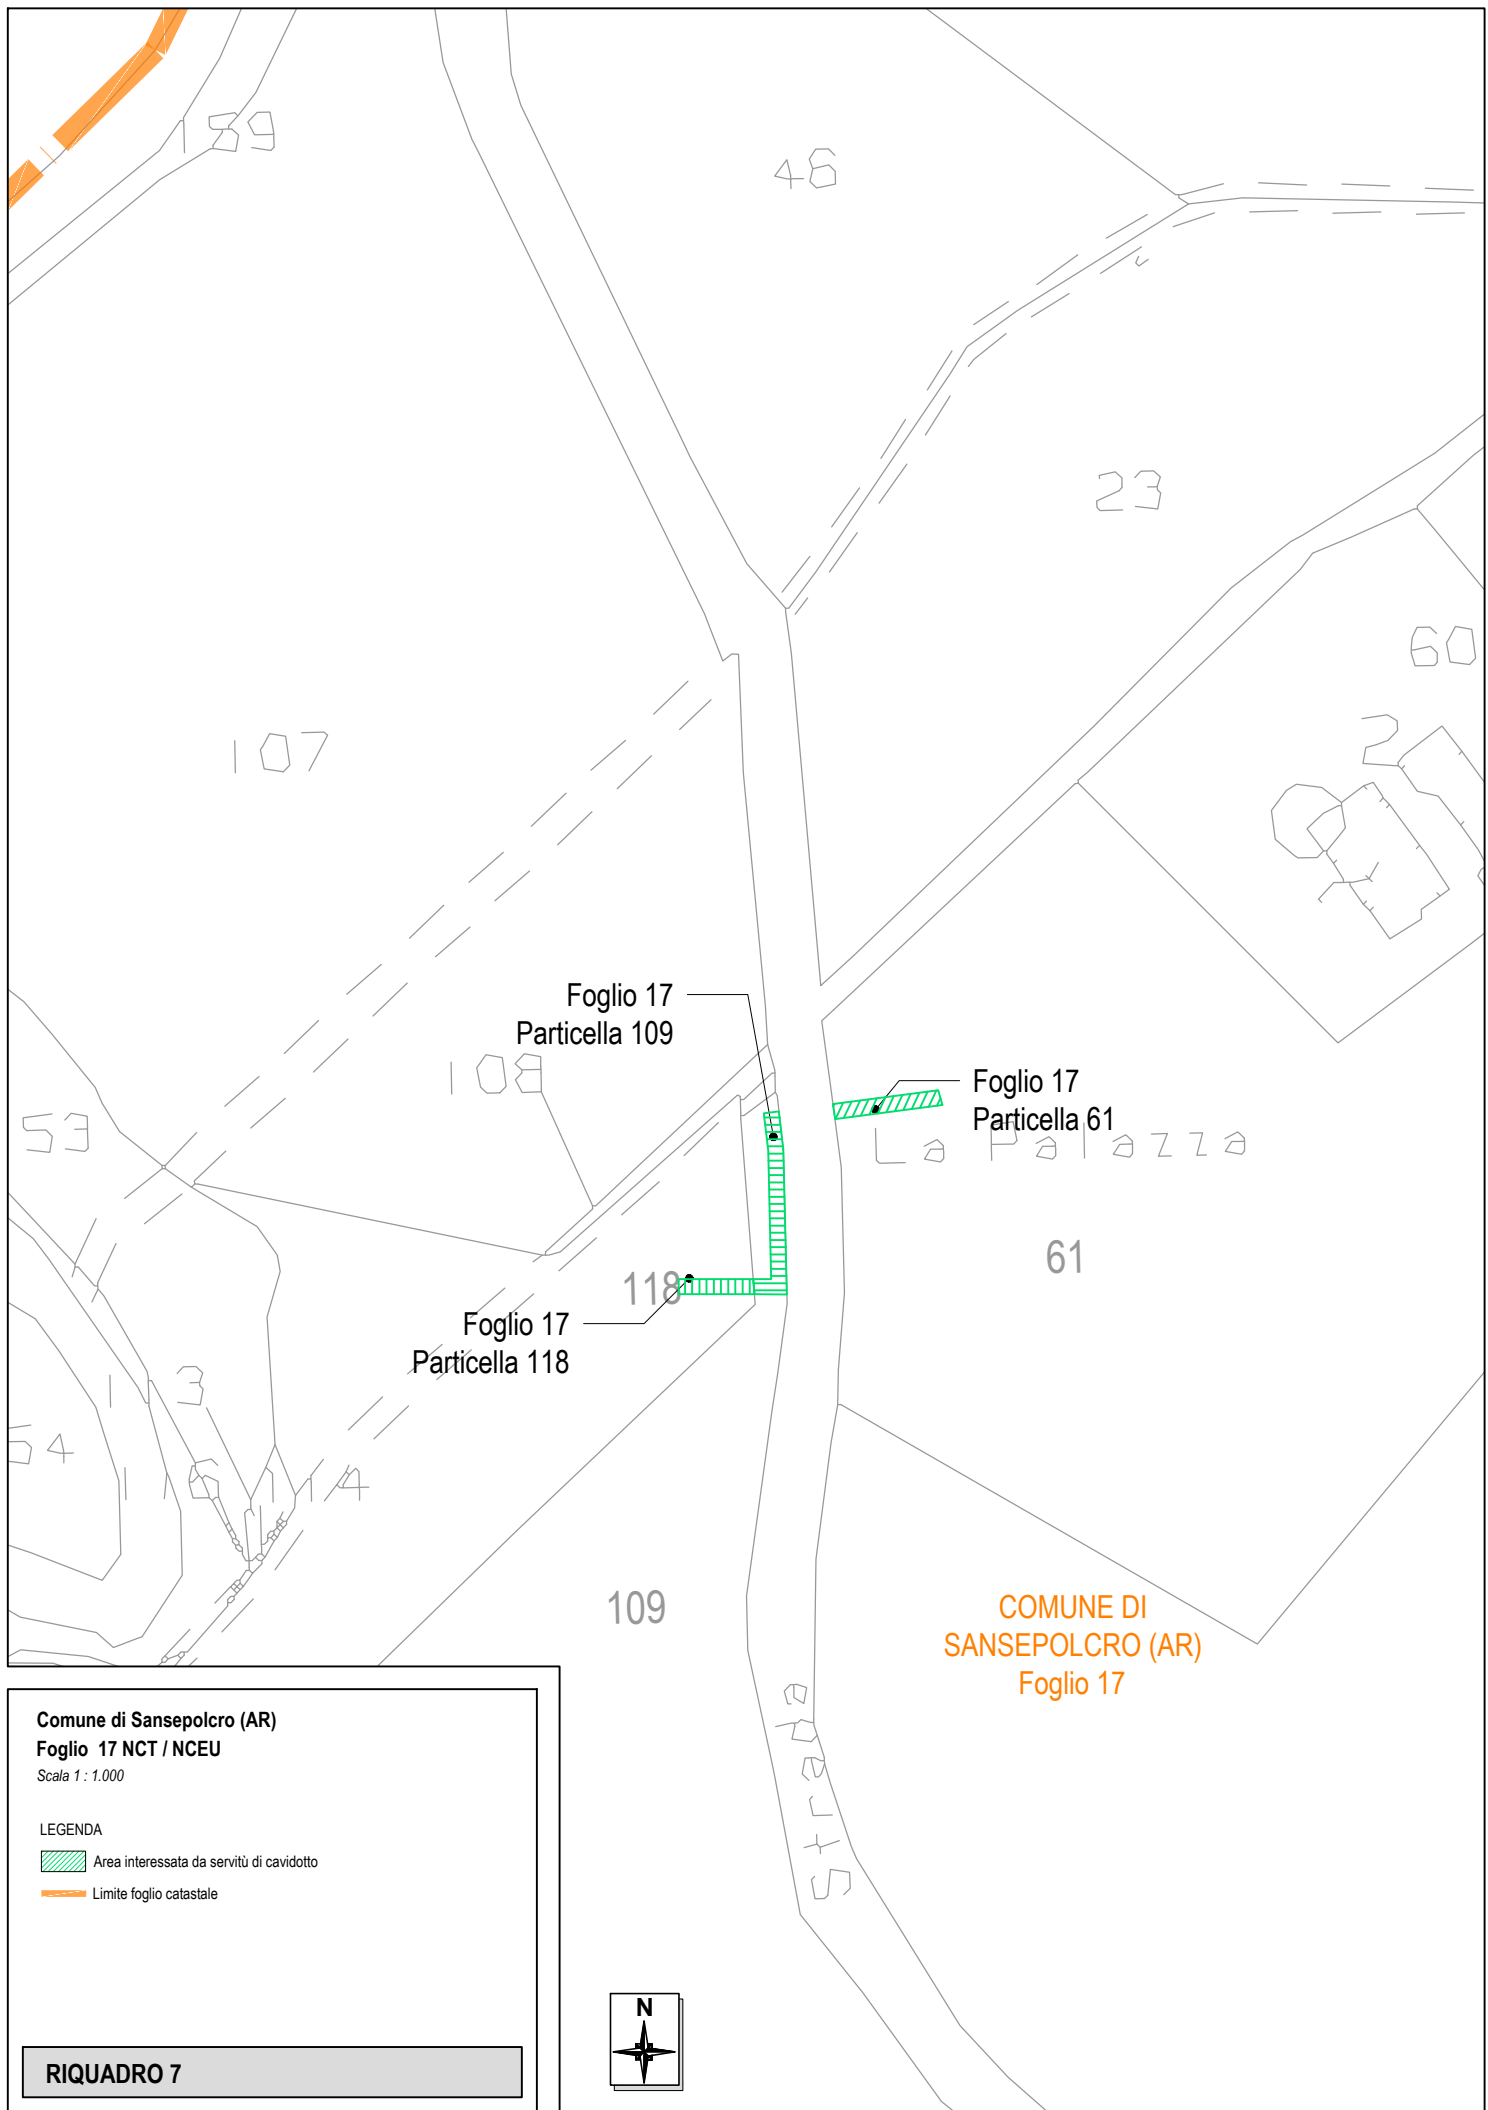 159
46
23
60
2
107
Foglio 17
Particella 109
108
Foglio 17
Particella 61
53
La Palazza
61
118
Foglio 17
Particella 118
113
54
116
114
109
COMUNE DI
SANSEPOLCRO (AR)
Foglio 17
Strada
Comune di Sansepolcro (AR)
Foglio 17 NCT / NCEU
Scala 1 : 1.000
LEGENDA
Area interessata da servitù di cavidotto
Limite foglio catastale
N
RIQUADRO 7